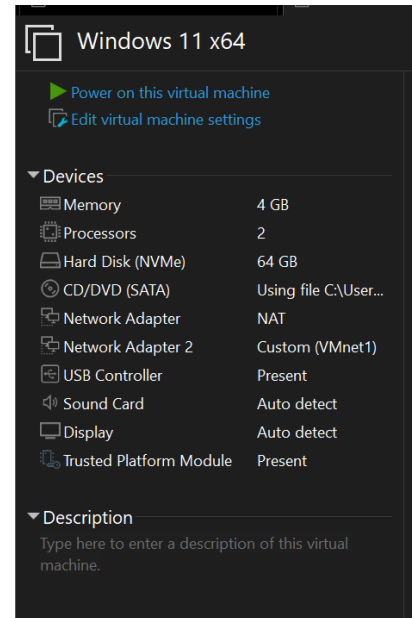 Windows 11 x64
Power on this virtual machine
Edit virtual machine settings
Devices
Memory 4 GB
Processors 2
Hard Disk (NVMe) 64 GB
CD/DVD (SATA) Using file C:\User...
Network Adapter NAT
Network Adapter 2 Custom (VMnet1)
USB Controller Present
Sound Card Auto detect
Display Auto detect
Trusted Platform Module Present
Description
Type here to enter a description of this virtual
machine.